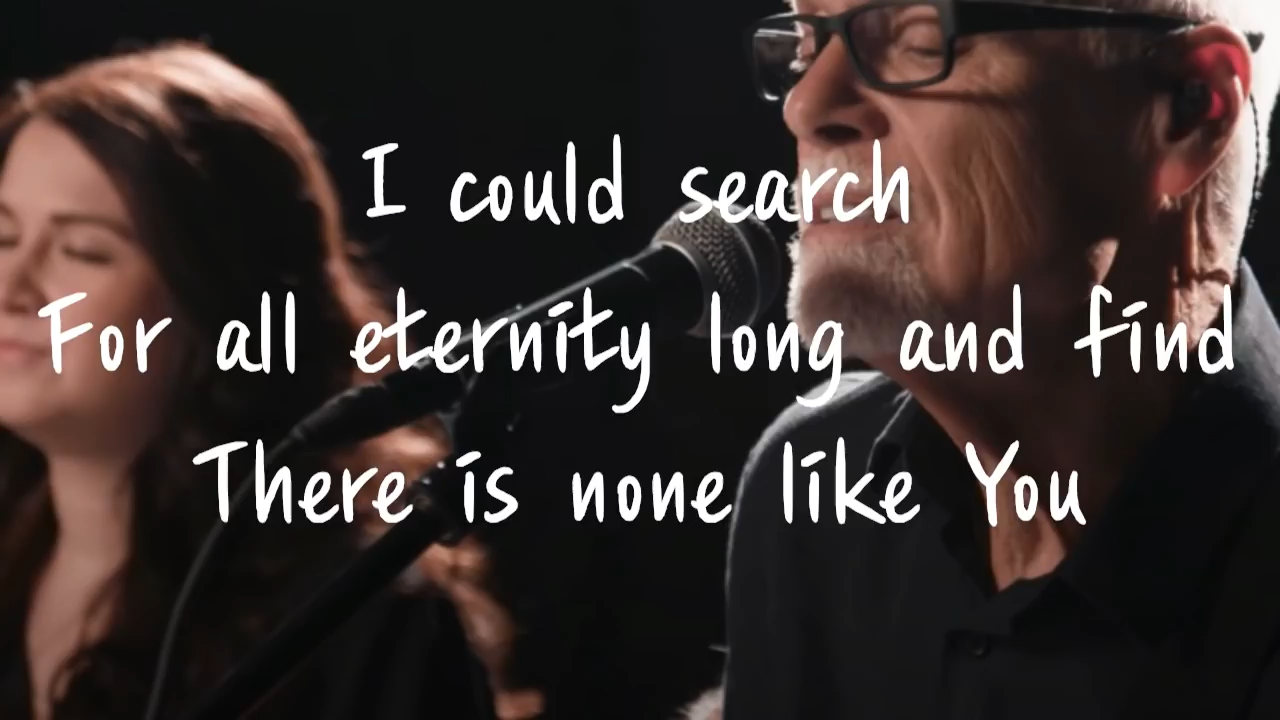 I could search
For all eternity long and find
There is none like You